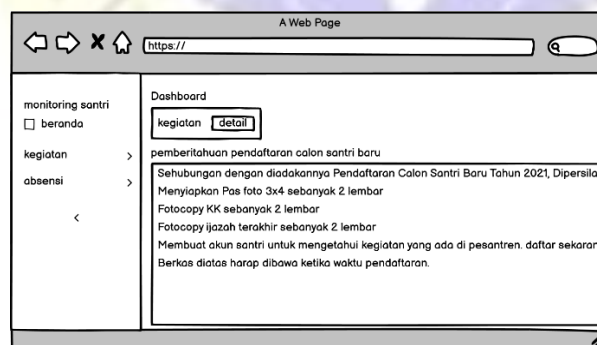 A Web Page
https://
monitoring santri
beranda
kegiatan
absensi
Dashboard
kegiatan detail
pemberitahuan pendaftaran calon santri baru
Sehubungan dengan diadakannya Pendaftaran Calon Santri Baru Tahun 2021, Dipersila
Menyiapkan Pas foto 3x4 sebanyak 2 lembar
Fotocopy KK sebanyak 2 lembar
Fotocopy ijazah terakhir sebanyak 2 lembar
Membuat akun santri untuk mengetahui kegiatan yang ada di pesantren. daftar sekaran
Berkas diatas harap dibawa ketika waktu pendaftaran.